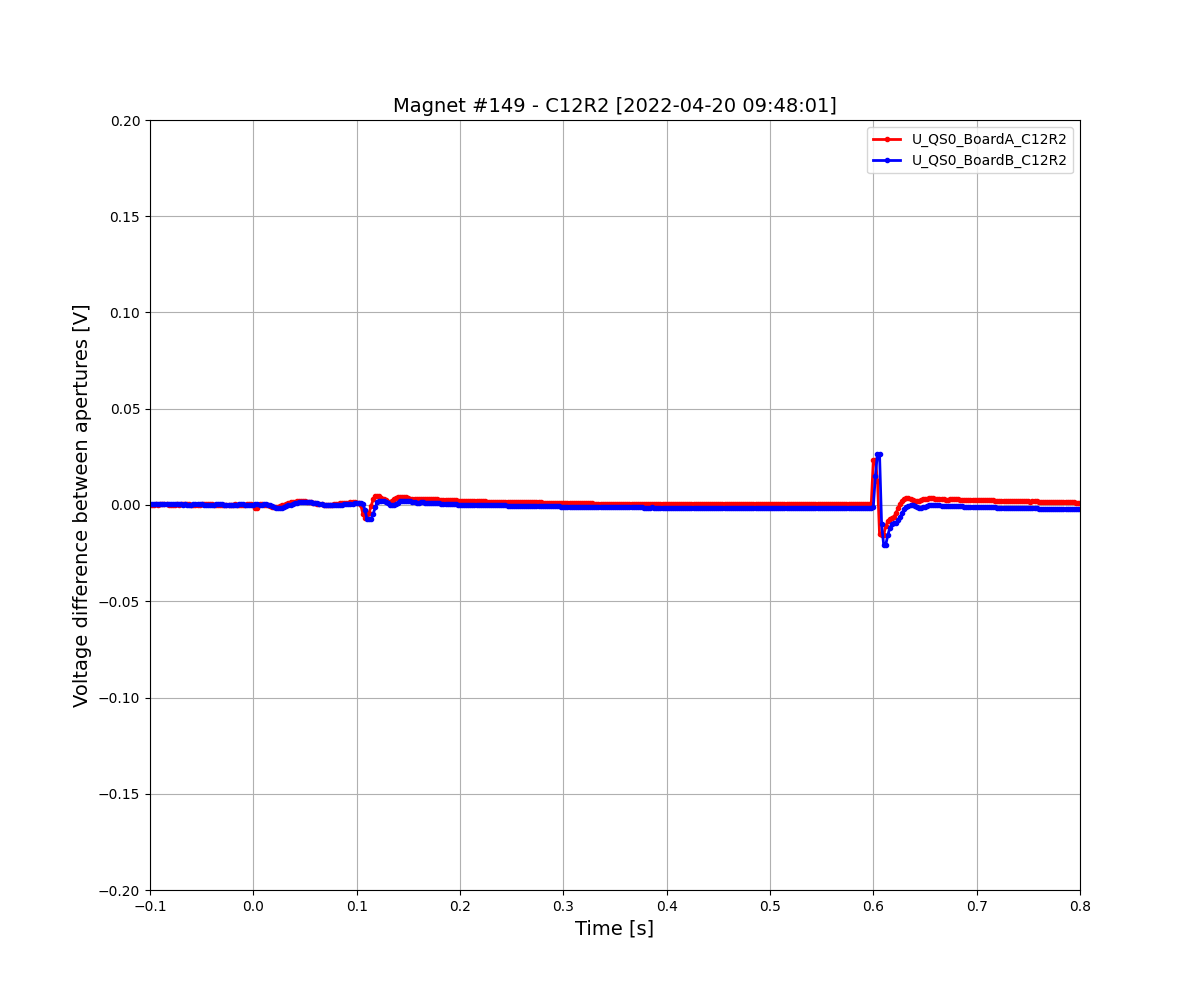 Magnet #149 - C12R2 [2022-04-20 09:48:01]
U_QS0_BoardA_C12R2
U_QS0_BoardB_C12R2
Voltage difference between apertures [V]
0.20
0.15
0.10
0.05
0.00
−0.05
−0.10
−0.15
−0.20
−0.1 0.0 0.1 0.2 0.3 0.4 0.5 0.6 0.7 0.8
Time [s]